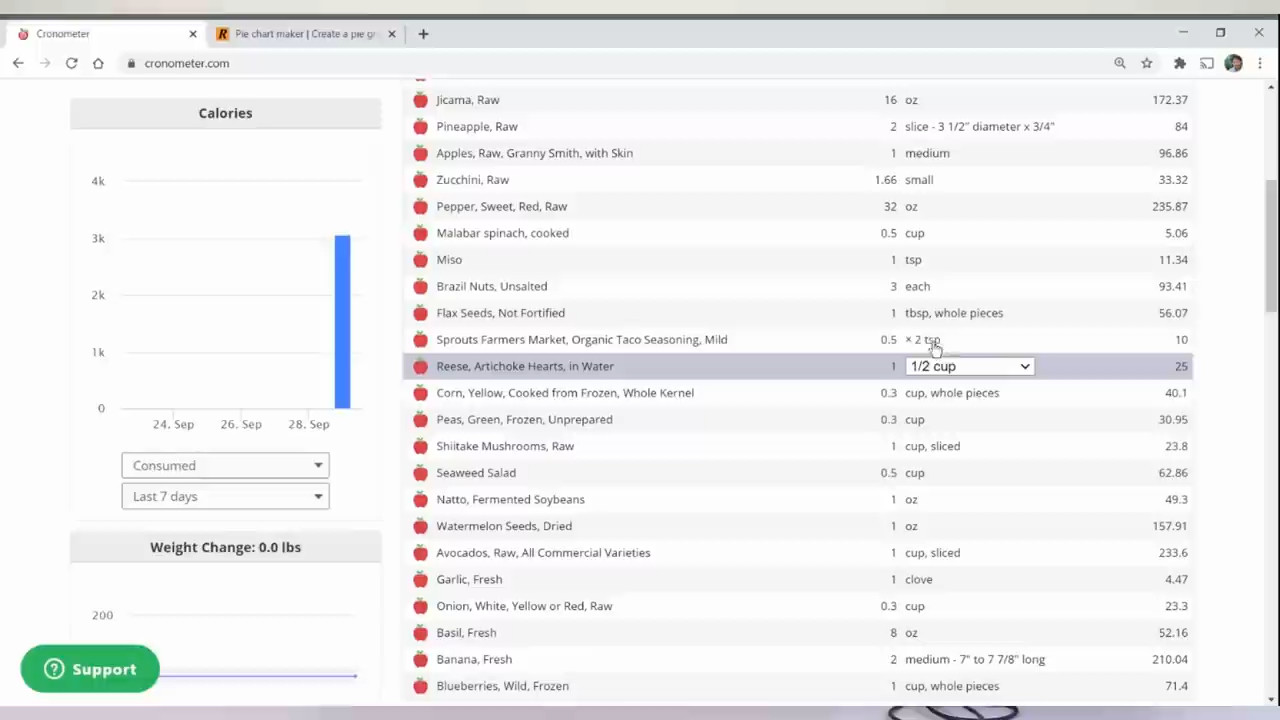 Cronometer
Pie chart maker | Create a pie gr
cronometer.com
Calories
4k
3k
2k
1k
0
24. Sep 26. Sep 28. Sep
Consumed
Last 7 days
Weight Change: 0.0 lbs
200
Support
Jicama, Raw 16 oz 172.37
Pineapple, Raw 2 slice - 3 1/2" diameter x 3/4" 84
Apples, Raw, Granny Smith, with Skin 1 medium 96.86
Zucchini, Raw 1.66 small 33.32
Pepper, Sweet, Red, Raw 32 oz 235.87
Malabar spinach, cooked 0.5 cup 5.06
Miso 1 tsp 11.34
Brazil Nuts, Unsalted 3 each 93.41
Flax Seeds, Not Fortified 1 tbsp, whole pieces 56.07
Sprouts Farmers Market, Organic Taco Seasoning, Mild 0.5 × 2 tsp 10
Reese, Artichoke Hearts, in Water 1 1/2 cup 25
Corn, Yellow, Cooked from Frozen, Whole Kernel 0.3 cup, whole pieces 40.1
Peas, Green, Frozen, Unprepared 0.3 cup 30.95
Shiitake Mushrooms, Raw 1 cup, sliced 23.8
Seaweed Salad 0.5 cup 62.86
Natto, Fermented Soybeans 1 oz 49.3
Watermelon Seeds, Dried 1 oz 157.91
Avocados, Raw, All Commercial Varieties 1 cup, sliced 233.6
Garlic, Fresh 1 clove 4.47
Onion, White, Yellow or Red, Raw 0.3 cup 23.3
Basil, Fresh 8 oz 52.16
Banana, Fresh 2 medium - 7" to 7 7/8" long 210.04
Blueberries, Wild, Frozen 1 cup, whole pieces 71.4